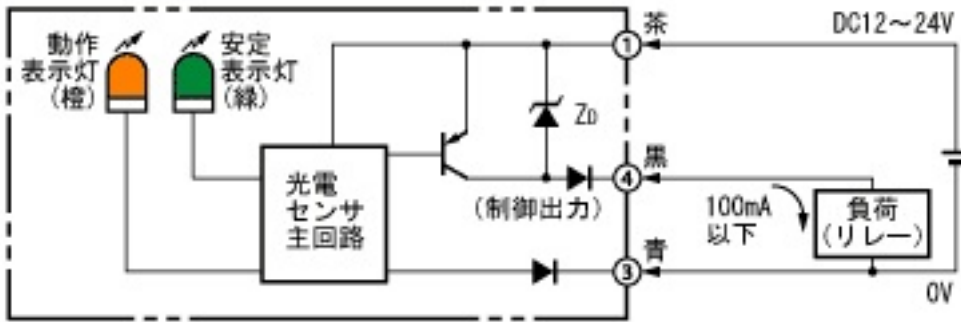 動作
表示灯
(橙)
安定
表示灯
(緑)
光電
センサ
主回路
ZD
(制御出力)
①
茶
DC12～24V
④
黒
100mA
以下
負荷
(リレー)
③
青
0V